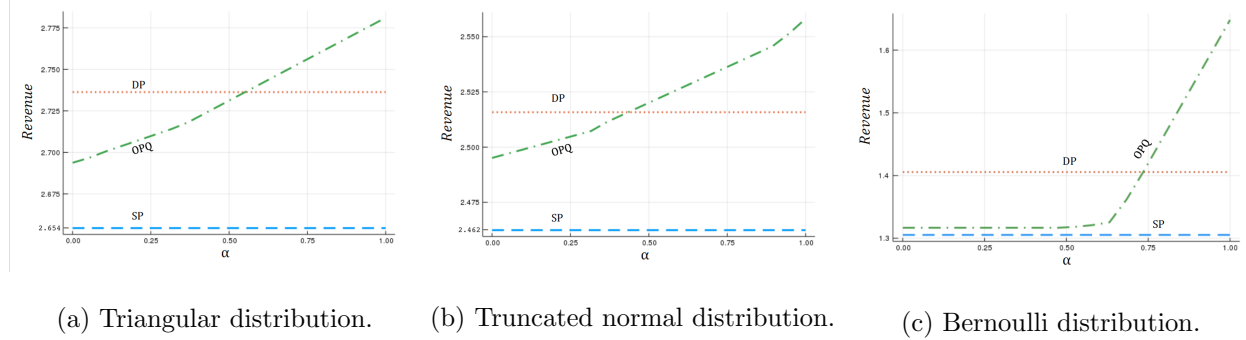 2.775
2.750
2.725
2.700
2.675
2.654
Revenue
DP
OPQ
SP
0.00 0.25 0.50 0.75 1.00
α
2.550
2.525
2.500
2.475
2.462
Revenue
DP
OPQ
SP
0.00 0.25 0.50 0.75 1.00
α
1.6
1.5
1.4
1.3
Revenue
DP
OPQ
SP
0.00 0.25 0.50 0.75 1.00
α
(a) Triangular distribution.
(b) Truncated normal distribution.
(c) Bernoulli distribution.